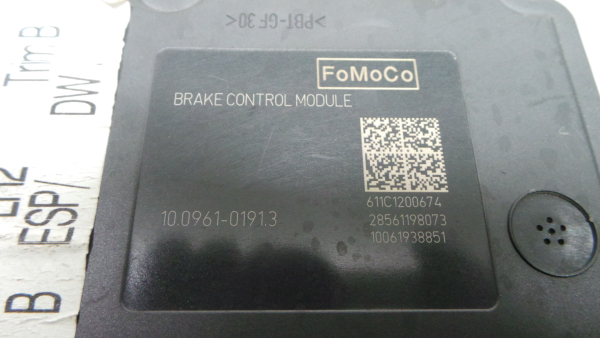 >PBT-GF30<
FoMoCo
BRAKE CONTROL MODULE
611C1200674
10.0961-0191.3
28561198073
10061938851
Trim B
DW
ESP/
B